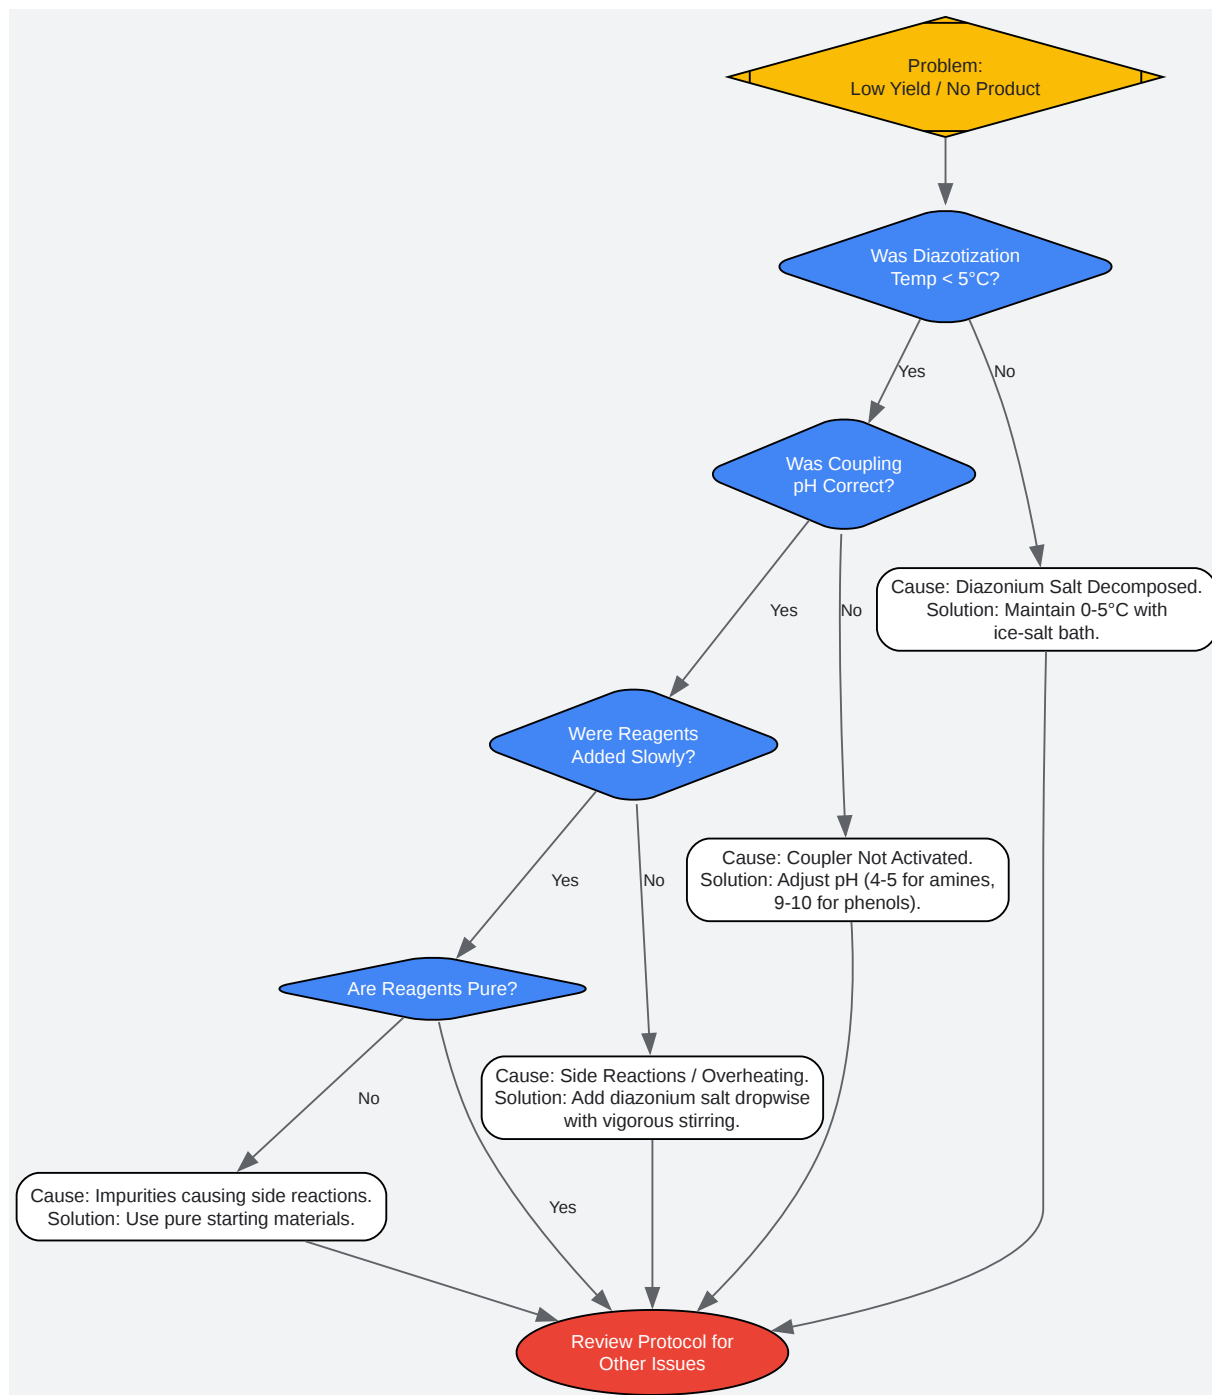 Problem:
Low Yield / No Product
Was Diazotization
Temp < 5°C?
Yes
No
Was Coupling
pH Correct?
Cause: Diazonium Salt Decomposed.
Solution: Maintain 0-5°C with
ice-salt bath.
Yes
No
Were Reagents
Added Slowly?
Cause: Coupler Not Activated.
Solution: Adjust pH (4-5 for amines,
9-10 for phenols).
Yes
No
Are Reagents Pure?
Cause: Side Reactions / Overheating.
Solution: Add diazonium salt dropwise
with vigorous stirring.
No
Yes
Cause: Impurities causing side reactions.
Solution: Use pure starting materials.
Review Protocol for
Other Issues